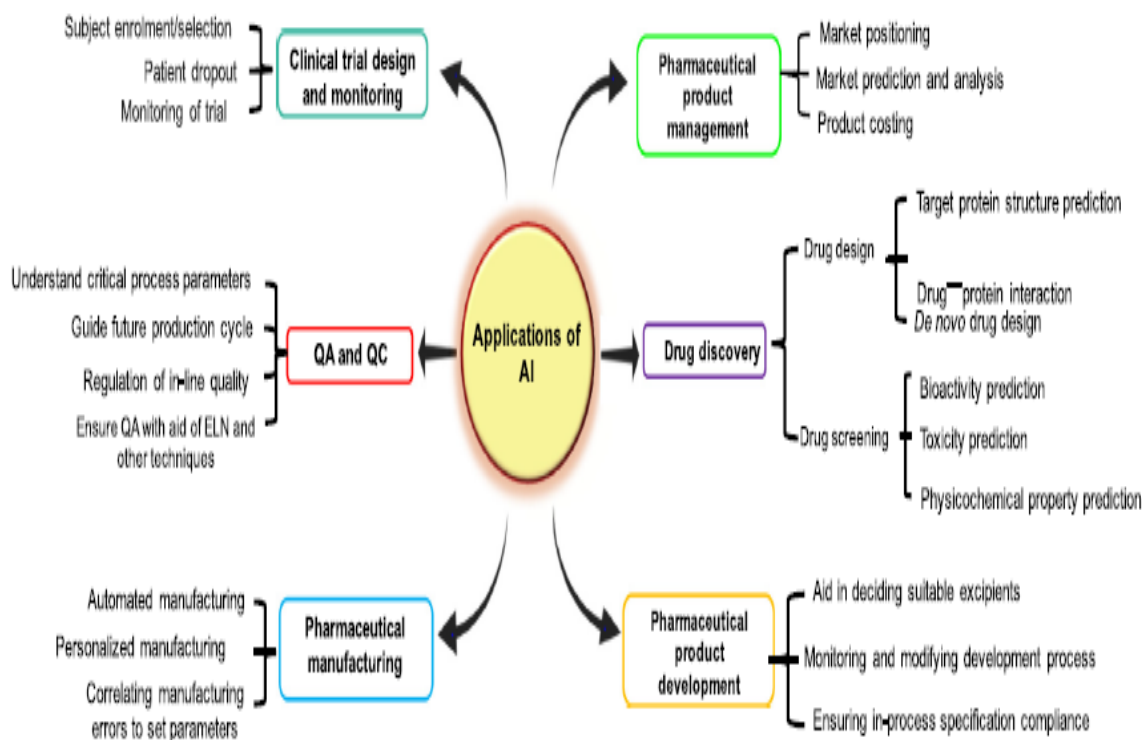 Subject enrolment/selection
Patient dropout
Monitoring of trial
Clinical trial design
and monitoring
Pharmaceutical
product
management
Market positioning
Market prediction and analysis
Product costing
Understand critical process parameters
Guide future production cycle
Regulation of in-line quality
Ensure QA with aid of ELN and
other techniques
QA and QC
Applications of
AI
Drug discovery
Drug design
Target protein structure prediction
Drug–protein interaction
De novo drug design
Drug screening
Bioactivity prediction
Toxicity prediction
Physicochemical property prediction
Automated manufacturing
Personalized manufacturing
Correlating manufacturing
errors to set parameters
Pharmaceutical
manufacturing
Pharmaceutical
product
development
Aid in deciding suitable excipients
Monitoring and modifying development process
Ensuring in-process specification compliance